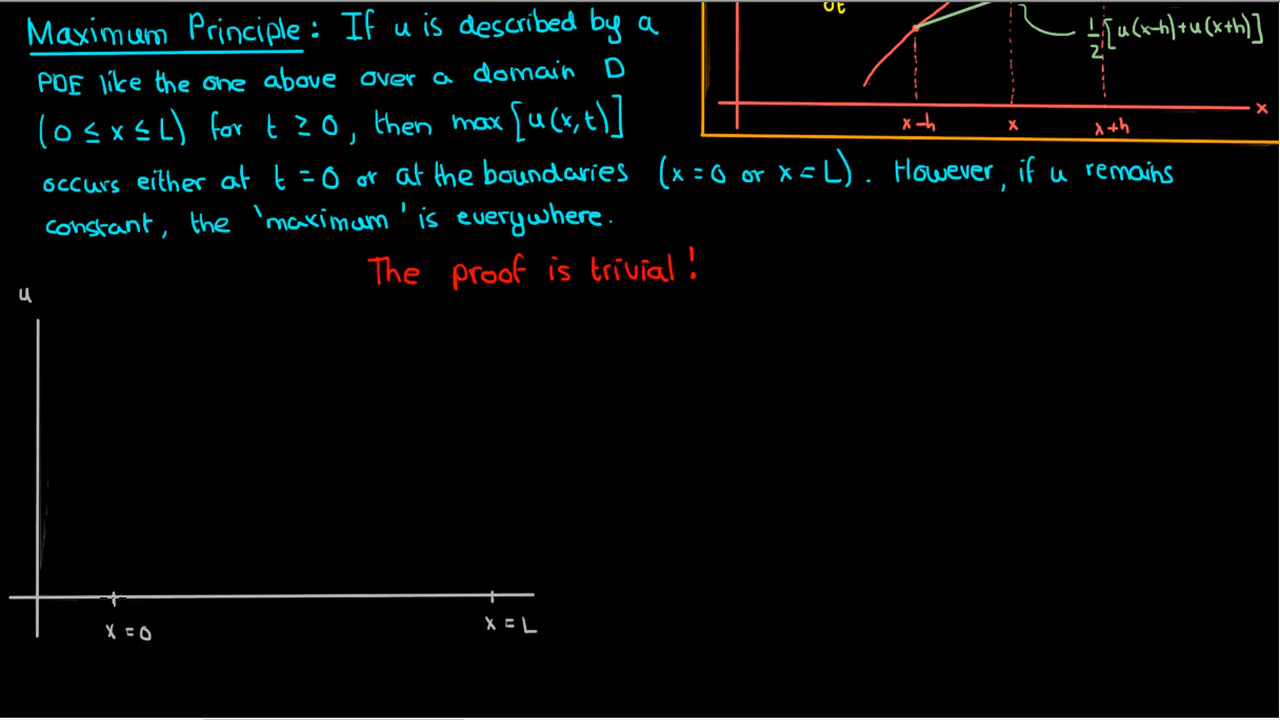 Maximum Principle: If u is described by a
PDE like the one above over a domain D
(0 ≤ x ≤ L) for t ≥ 0, then max [u(x,t)]
occurs either at t = 0 or at the boundaries (x = 0 or x = L). However, if u remains
constant, the 'maximum' is everywhere.
∂t
1/2 [u(x-h)+u(x+h)]
x-h x x+h x
The proof is trivial!
u
x = 0 x = L